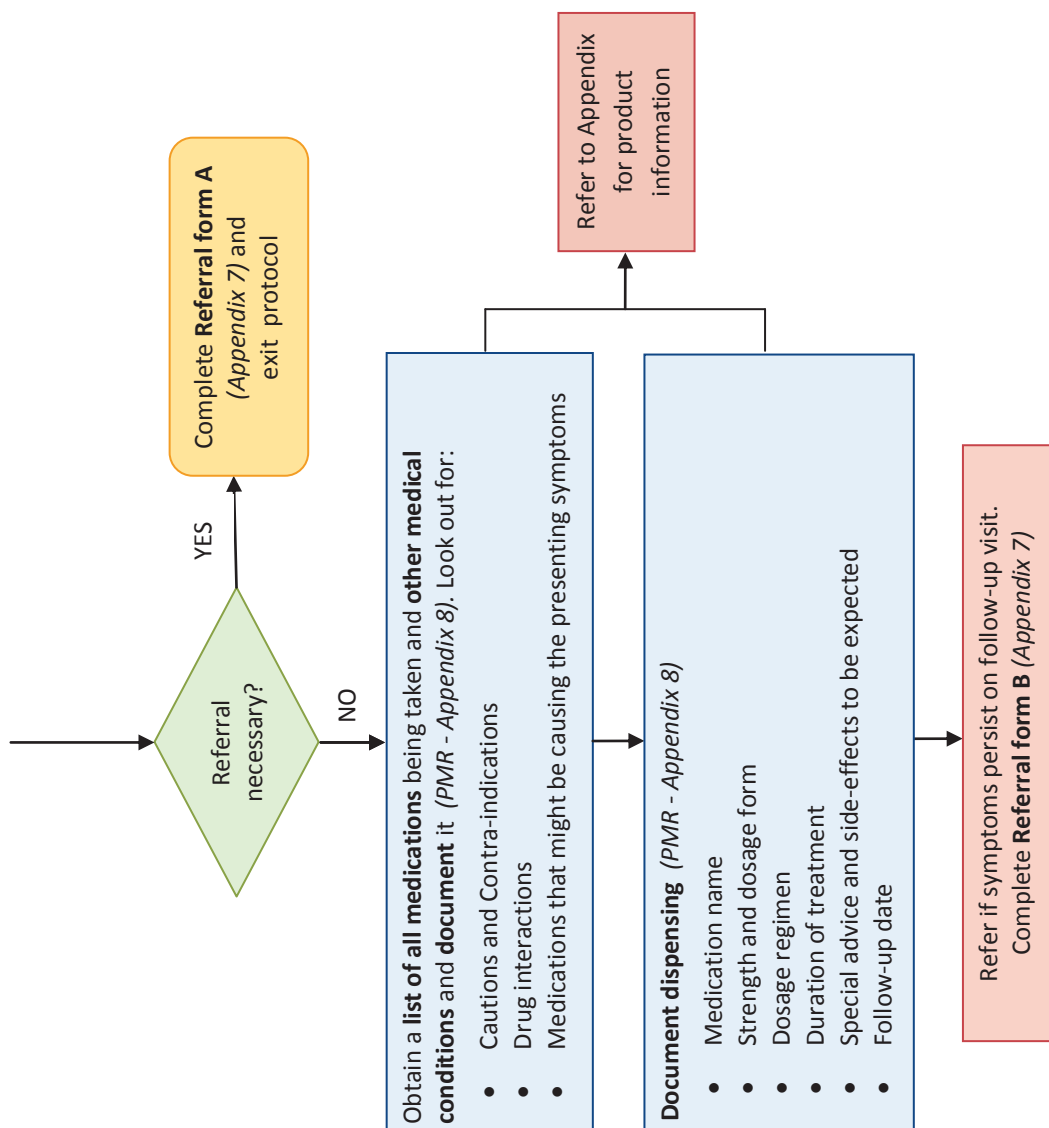 Referral
necessary?
YES
Complete Referral form A
(Appendix 7) and
exit protocol
NO
Obtain a list of all medications being taken and other medical
conditions and document it (PMR - Appendix 8). Look out for:
• Cautions and Contra-indications
• Drug interactions
• Medications that might be causing the presenting symptoms
Document dispensing (PMR - Appendix 8)
• Medication name
• Strength and dosage form
• Dosage regimen
• Duration of treatment
• Special advice and side-effects to be expected
• Follow-up date
Refer to Appendix
for product
information
Refer if symptoms persist on follow-up visit.
Complete Referral form B (Appendix 7)